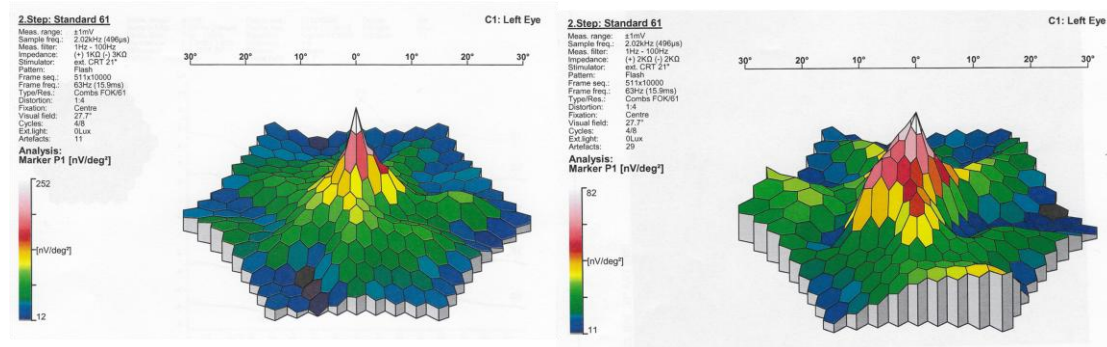 2.Step: Standard 61
C1: Left Eye
Meas. range: ±1mV
Sample freq.: 2.02kHz (496µs)
Meas. filter: 1Hz - 100Hz
Impedance: (+) 1KΩ (-) 3KΩ
Stimulator: ext. CRT 21"
Pattern: Flash
Frame seq.: 511x10000
Frame freq.: 63Hz (15.9ms)
Type/Res.: Combs FOK/61
Distortion: 1:4
Fixation: Centre
Visual field: 27.7°
Cycles: 4/8
Ext.light: 0Lux
Artefacts: 11
Analysis:
Marker P1 [nV/deg²]
252
[nV/deg²]
12
30° 20° 10° 0° 10° 20° 30°
2.Step: Standard 61
C1: Left Eye
Meas. range: ±1mV
Sample freq.: 2.02kHz (496µs)
Meas. filter: 1Hz - 100Hz
Impedance: (+) 2KΩ (-) 2KΩ
Stimulator: ext. CRT 21"
Pattern: Flash
Frame seq.: 511x10000
Frame freq.: 63Hz (15.9ms)
Type/Res.: Combs FOK/61
Distortion: 1:4
Fixation: Centre
Visual field: 27.7°
Cycles: 4/8
Ext.light: 0Lux
Artefacts: 29
Analysis:
Marker P1 [nV/deg²]
82
[nV/deg²]
11
30° 20° 10° 0° 10° 20° 30°